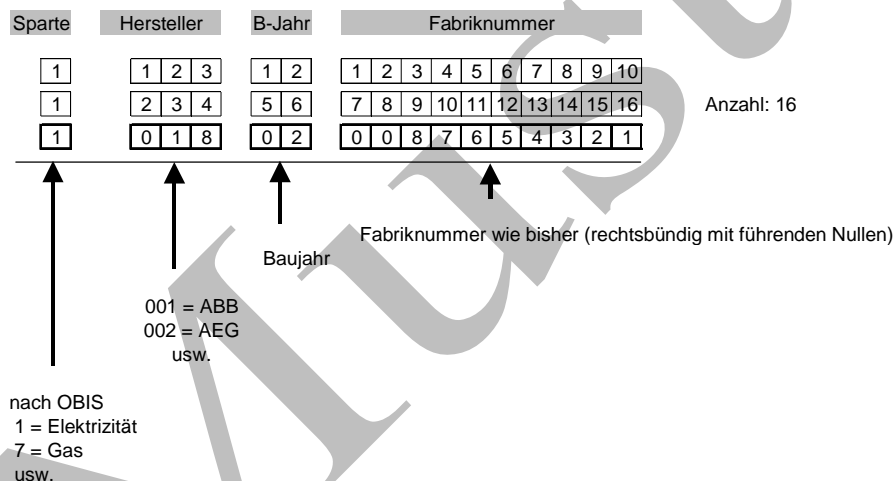 Sparte Hersteller B-Jahr Fabriknummer
1 1 2 3 1 2 1 2 3 4 5 6 7 8 9 10
1 2 3 4 5 6 7 8 9 10 11 12 13 14 15 16 Anzahl: 16
1 0 1 8 0 2 0 0 8 7 6 5 4 3 2 1
Fabriknummer wie bisher (rechtsbündig mit führenden Nullen)
Baujahr
001 = ABB
002 = AEG
usw.
nach OBIS
1 = Elektrizität
7 = Gas
usw.
Must